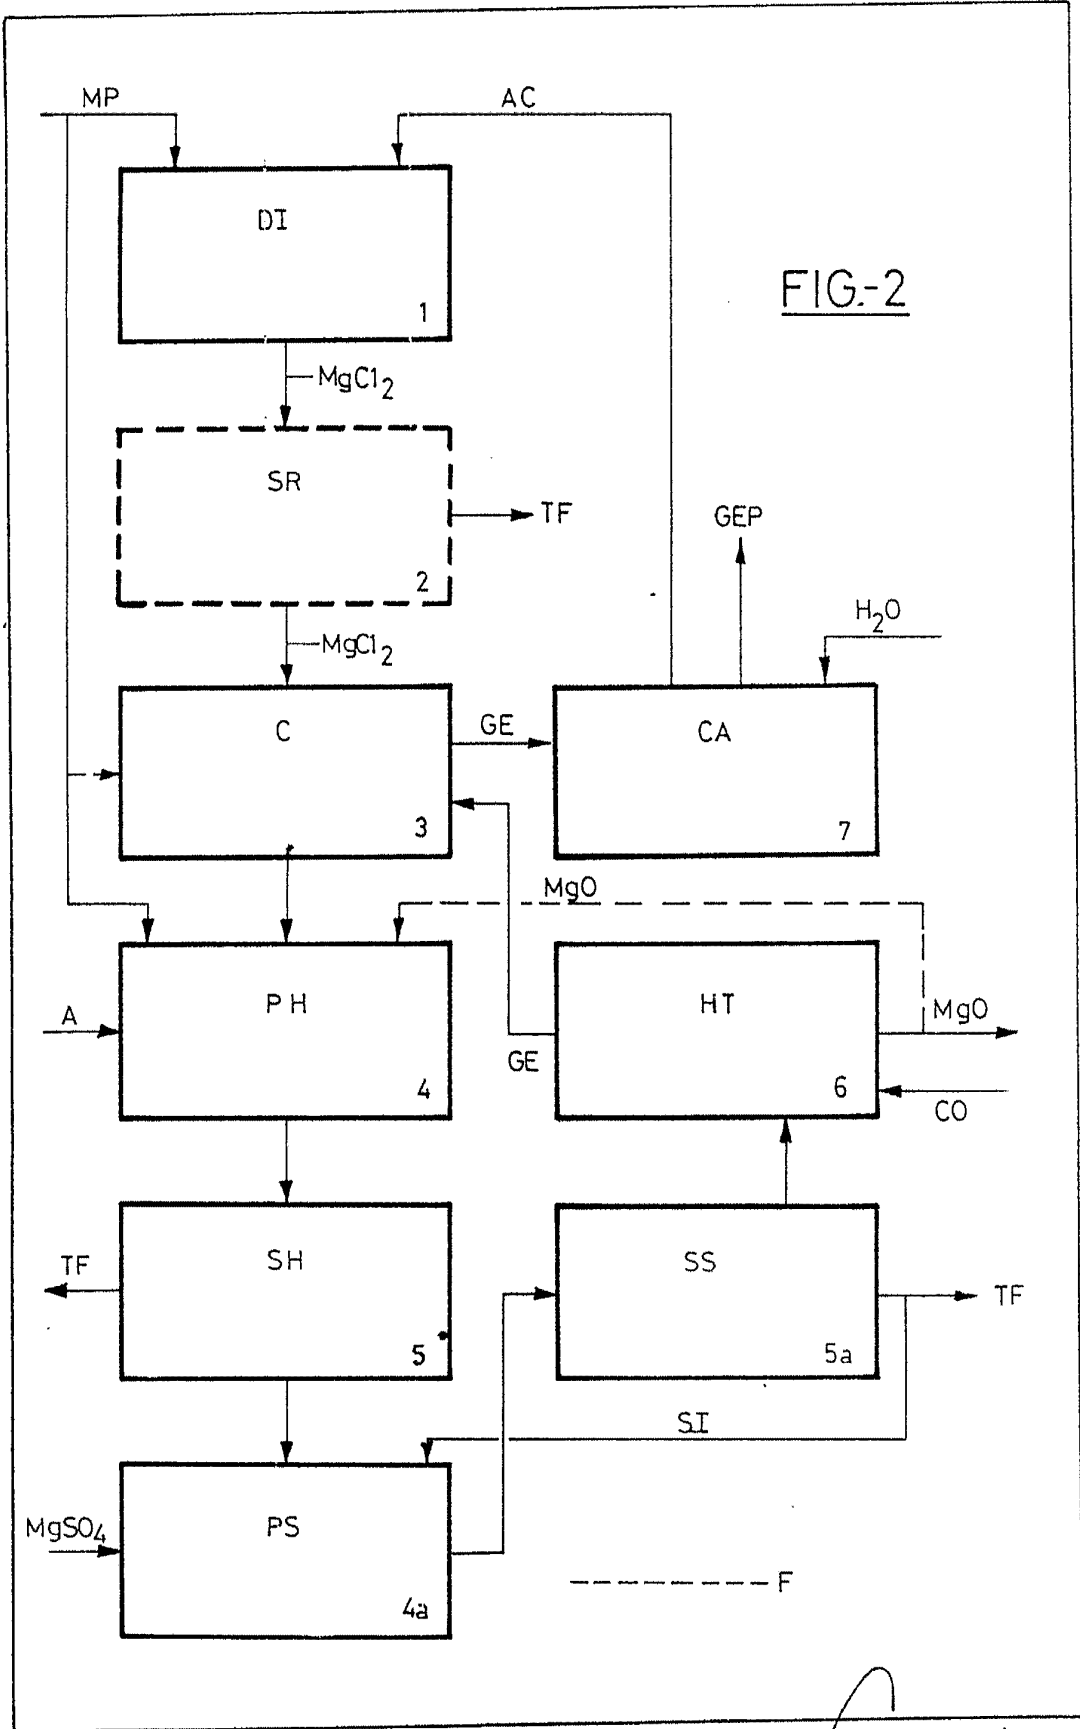 MP
AC
DI
1
FIG.-2
MgCl2
SR
2
TF
GEP
H2O
MgCl2
C
3
GE
CA
7
MgO
PH
4
A
GE
HT
6
MgO
CO
SH
5
TF
SS
5a
TF
SI
MgSO4
PS
4a
F